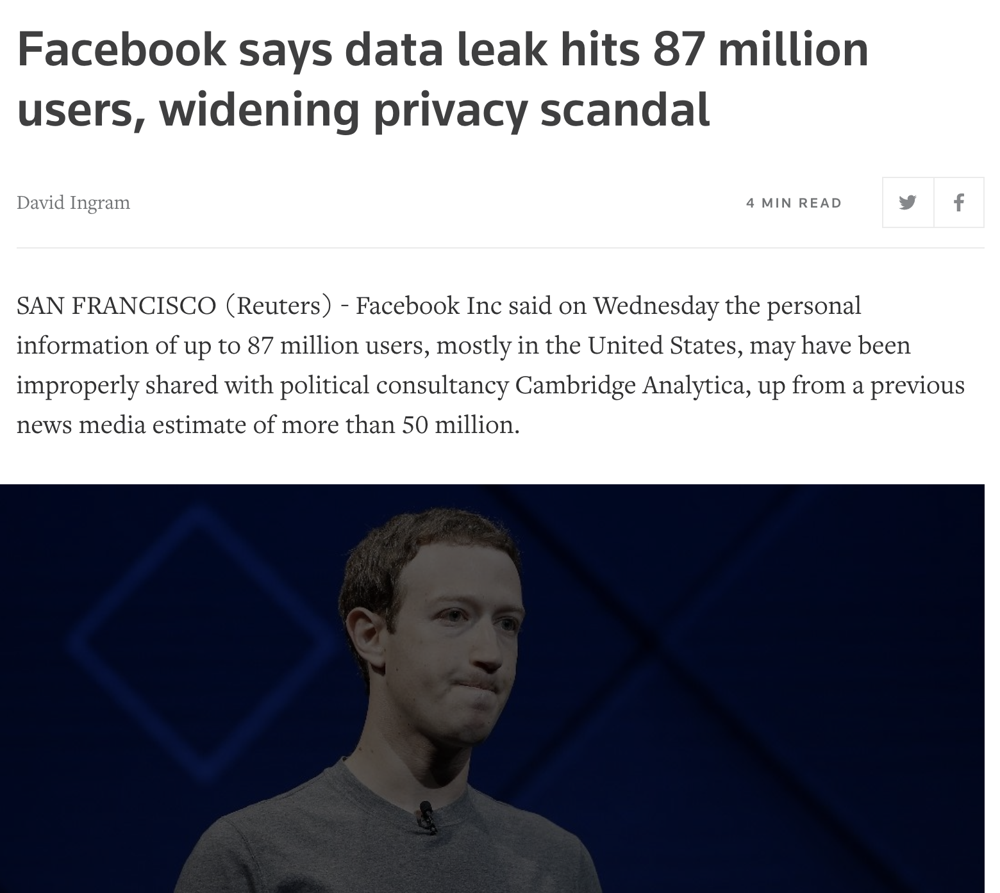 Facebook says data leak hits 87 million
users, widening privacy scandal
David Ingram
4 MIN READ
SAN FRANCISCO (Reuters) - Facebook Inc said on Wednesday the personal
information of up to 87 million users, mostly in the United States, may have been
improperly shared with political consultancy Cambridge Analytica, up from a previous
news media estimate of more than 50 million.